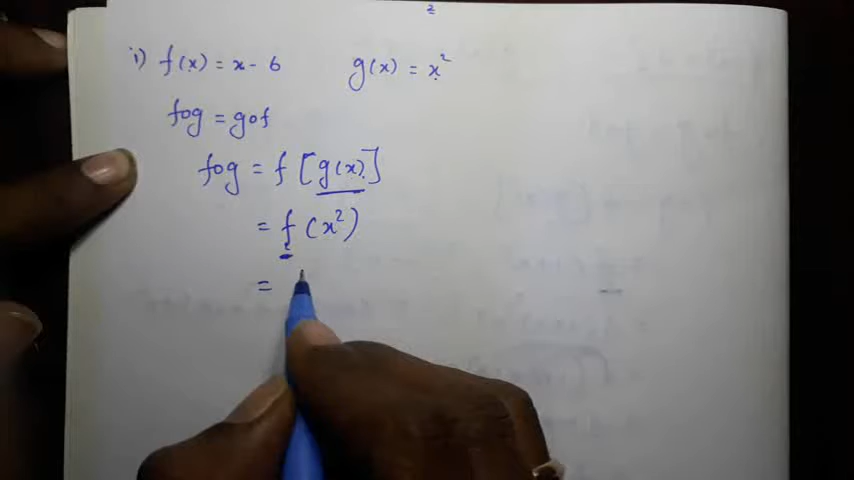 i) f(x) = x - 6 g(x) = x²
fog = gof
fog = f [g(x)]
= f (x²)
=